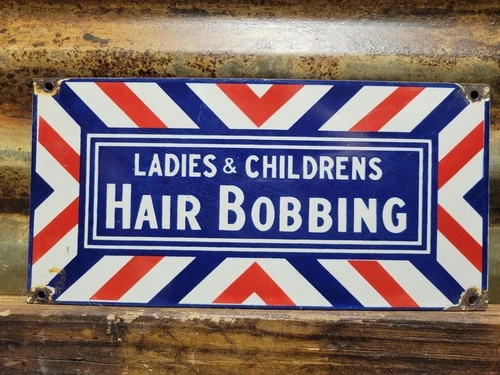 LADIES & CHILDRENS
HAIR BOBBING